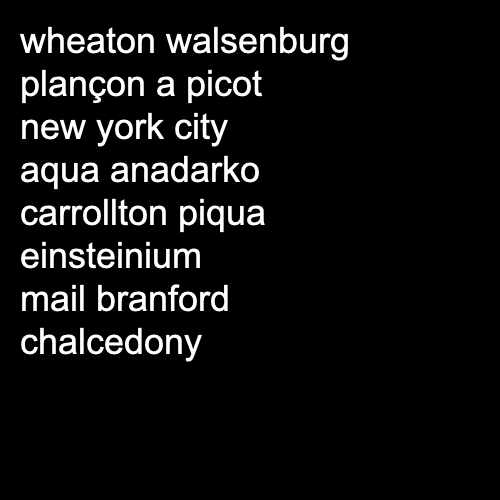 wheaton walsenburg
plançon a picot
new york city
aqua anadarko
carrollton piqua
einsteinium
mail branford
chalcedony